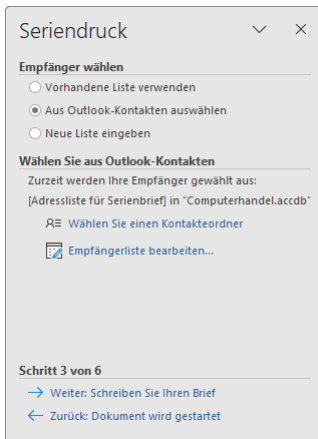 Seriendruck
Empfänger wählen
Vorhandene Liste verwenden
Aus Outlook-Kontakten auswählen
Neue Liste eingeben
Wählen Sie aus Outlook-Kontakten
Zurzeit werden Ihre Empfänger gewählt aus:
[Adressliste für Serienbrief] in "Computerhandel.accdb"
Wählen Sie einen Kontakteordner
Empfängerliste bearbeiten...
Schritt 3 von 6
Weiter: Schreiben Sie Ihren Brief
Zurück: Dokument wird gestartet